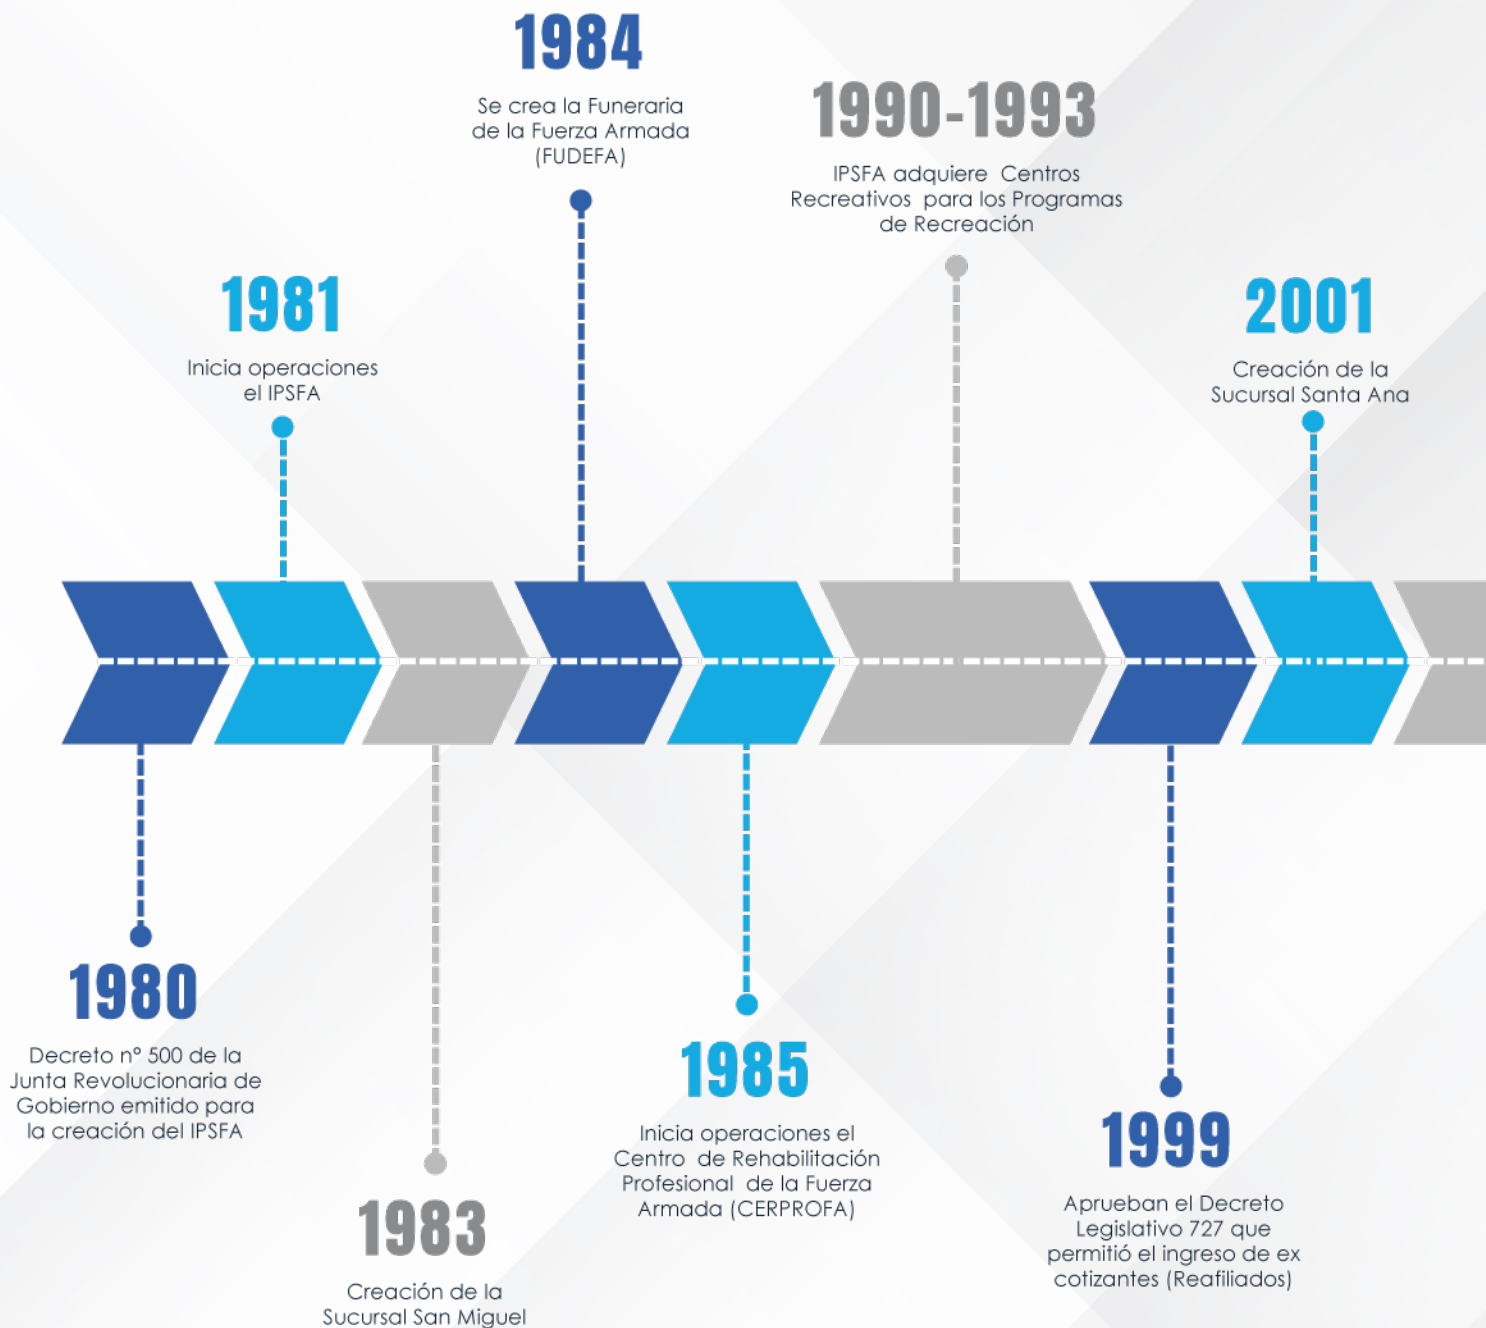 1984
Se crea la Funeraria
de la Fuerza Armada
(FUDEFA)
1990-1993
IPSFA adquiere Centros
Recreativos para los Programas
de Recreación
1981
Inicia operaciones
el IPSFA
2001
Creación de la
Sucursal Santa Ana
1980
Decreto n° 500 de la
Junta Revolucionaria de
Gobierno emitido para
la creación del IPSFA
1985
Inicia operaciones el
Centro de Rehabilitación
Profesional de la Fuerza
Armada (CERPROFA)
1999
Aprueban el Decreto
Legislativo 727 que
permitió el ingreso de ex
cotizantes (Reafiliados)
1983
Creación de la
Sucursal San Miguel